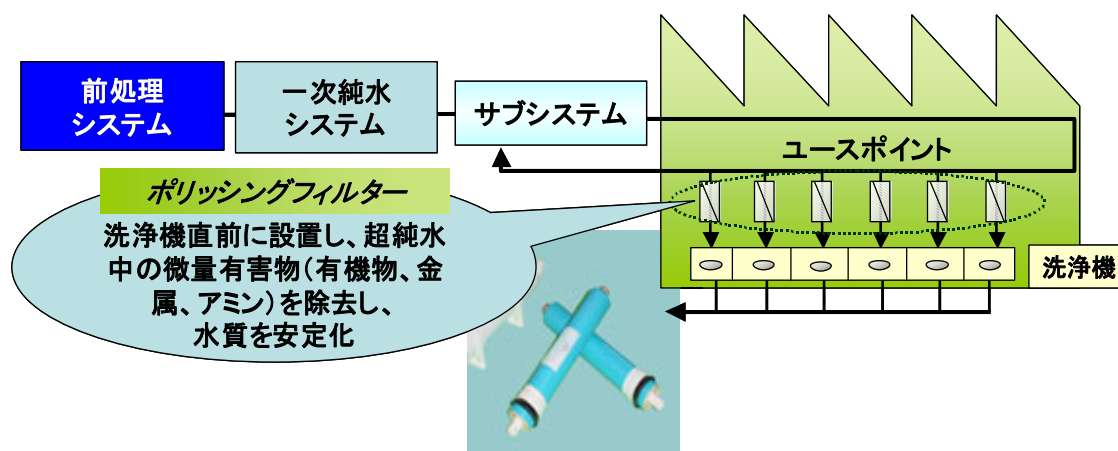 前処理
システム
一次純水
システム
サブシステム
ユースポイント
ポリッシングフィルター
洗浄機直前に設置し、超純水
中の微量有害物（有機物、金
属、アミン）を除去し、
水質を安定化
洗浄機